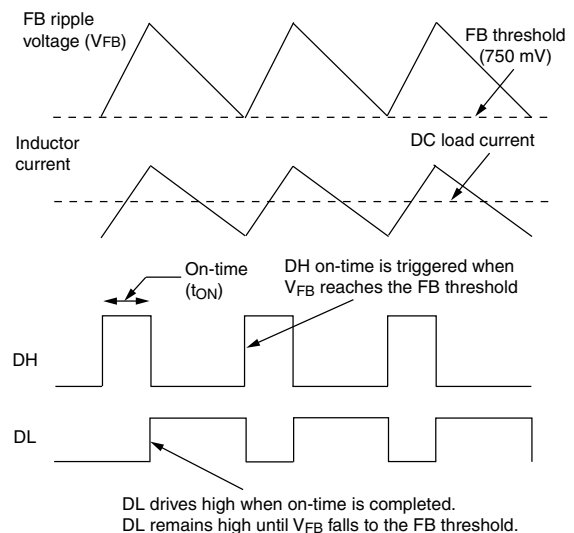 FB ripple
voltage (VFB)
FB threshold
(750 mV)
Inductor
current
DC load current
On-time
(tON)
DH on-time is triggered when
VFB reaches the FB threshold
DH
DL
DL drives high when on-time is completed.
DL remains high until VFB falls to the FB threshold.